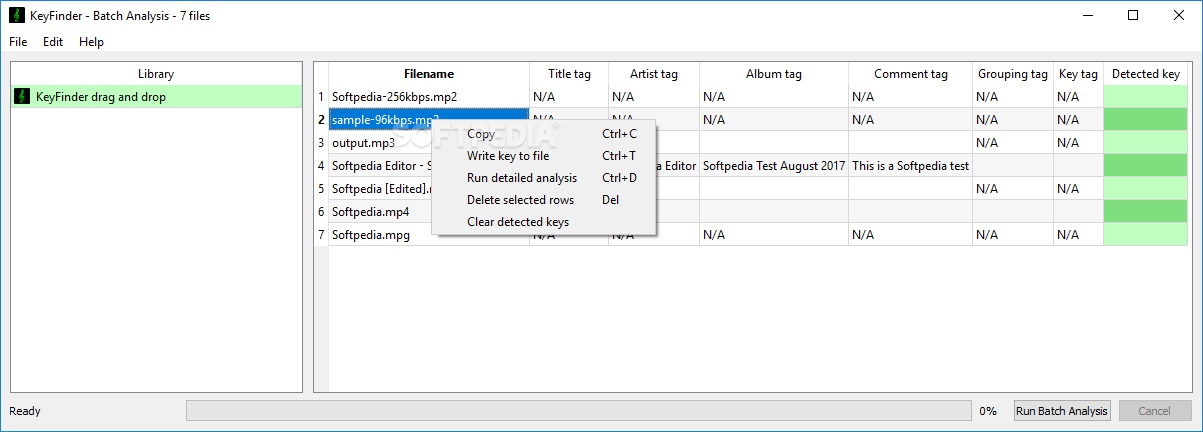 KeyFinder - Batch Analysis - 7 files
File Edit Help
Library
KeyFinder drag and drop
Filename Title tag Artist tag Album tag Comment tag Grouping tag Key tag Detected key
1 Softpedia-256kbps.mp2 N/A N/A N/A N/A N/A N/A
2 sample-96kbps.mp2 N/A N/A N/A N/A
3 output.mp3 N/A N/A
4 Softpedia Editor - S Editor Softpedia Test August 2017 This is a Softpedia test
5 Softpedia [Edited]. N/A N/A
6 Softpedia.mp4
7 Softpedia.mpg N/A N/A N/A N/A N/A N/A
SOFTPEDIA
Copy Ctrl+C
Write key to file Ctrl+T
Run detailed analysis Ctrl+D
Delete selected rows Del
Clear detected keys
Ready 0% Run Batch Analysis Cancel